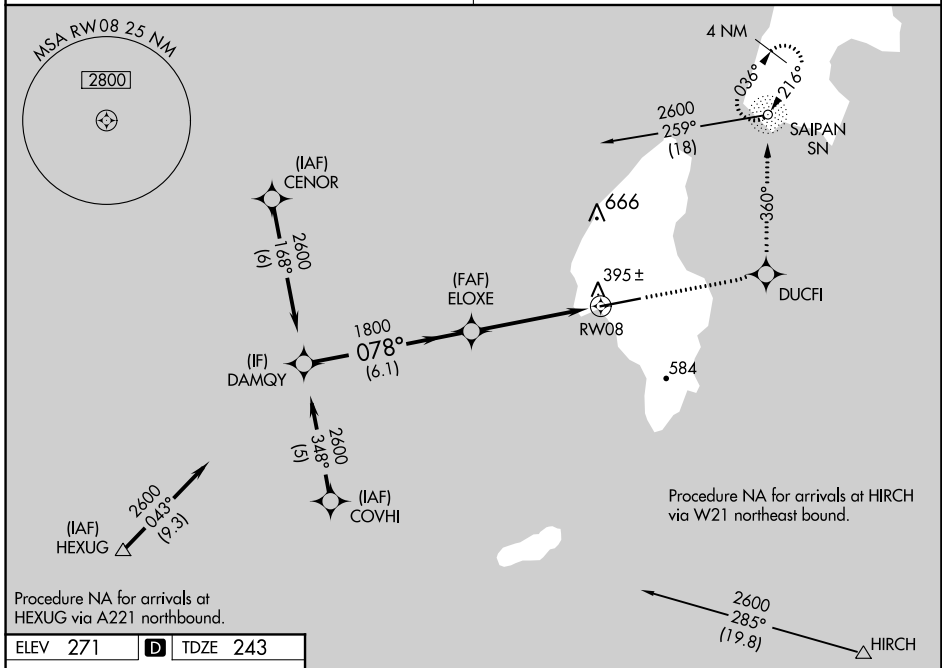 MSA RW08 25 NM
2800
4 NM
036°
216°
SAIPAN
SN
2600
259°
(18)
(IAF)
CENOR
2600
168°
(6)
666
360°
395±
(FAF)
ELOXE
DUCFI
RW08
1800
078°
(6.1)
(IF)
DAMQY
584
2600
348°
(5)
(IAF)
COVHI
2600
043°
(9.3)
(IAF)
HEXUG
Procedure NA for arrivals at HIRCH
via W21 northeast bound.
Procedure NA for arrivals at
HEXUG via A221 northbound.
2600
285°
(19.8)
HIRCH
ELEV 271 D TDZE 243